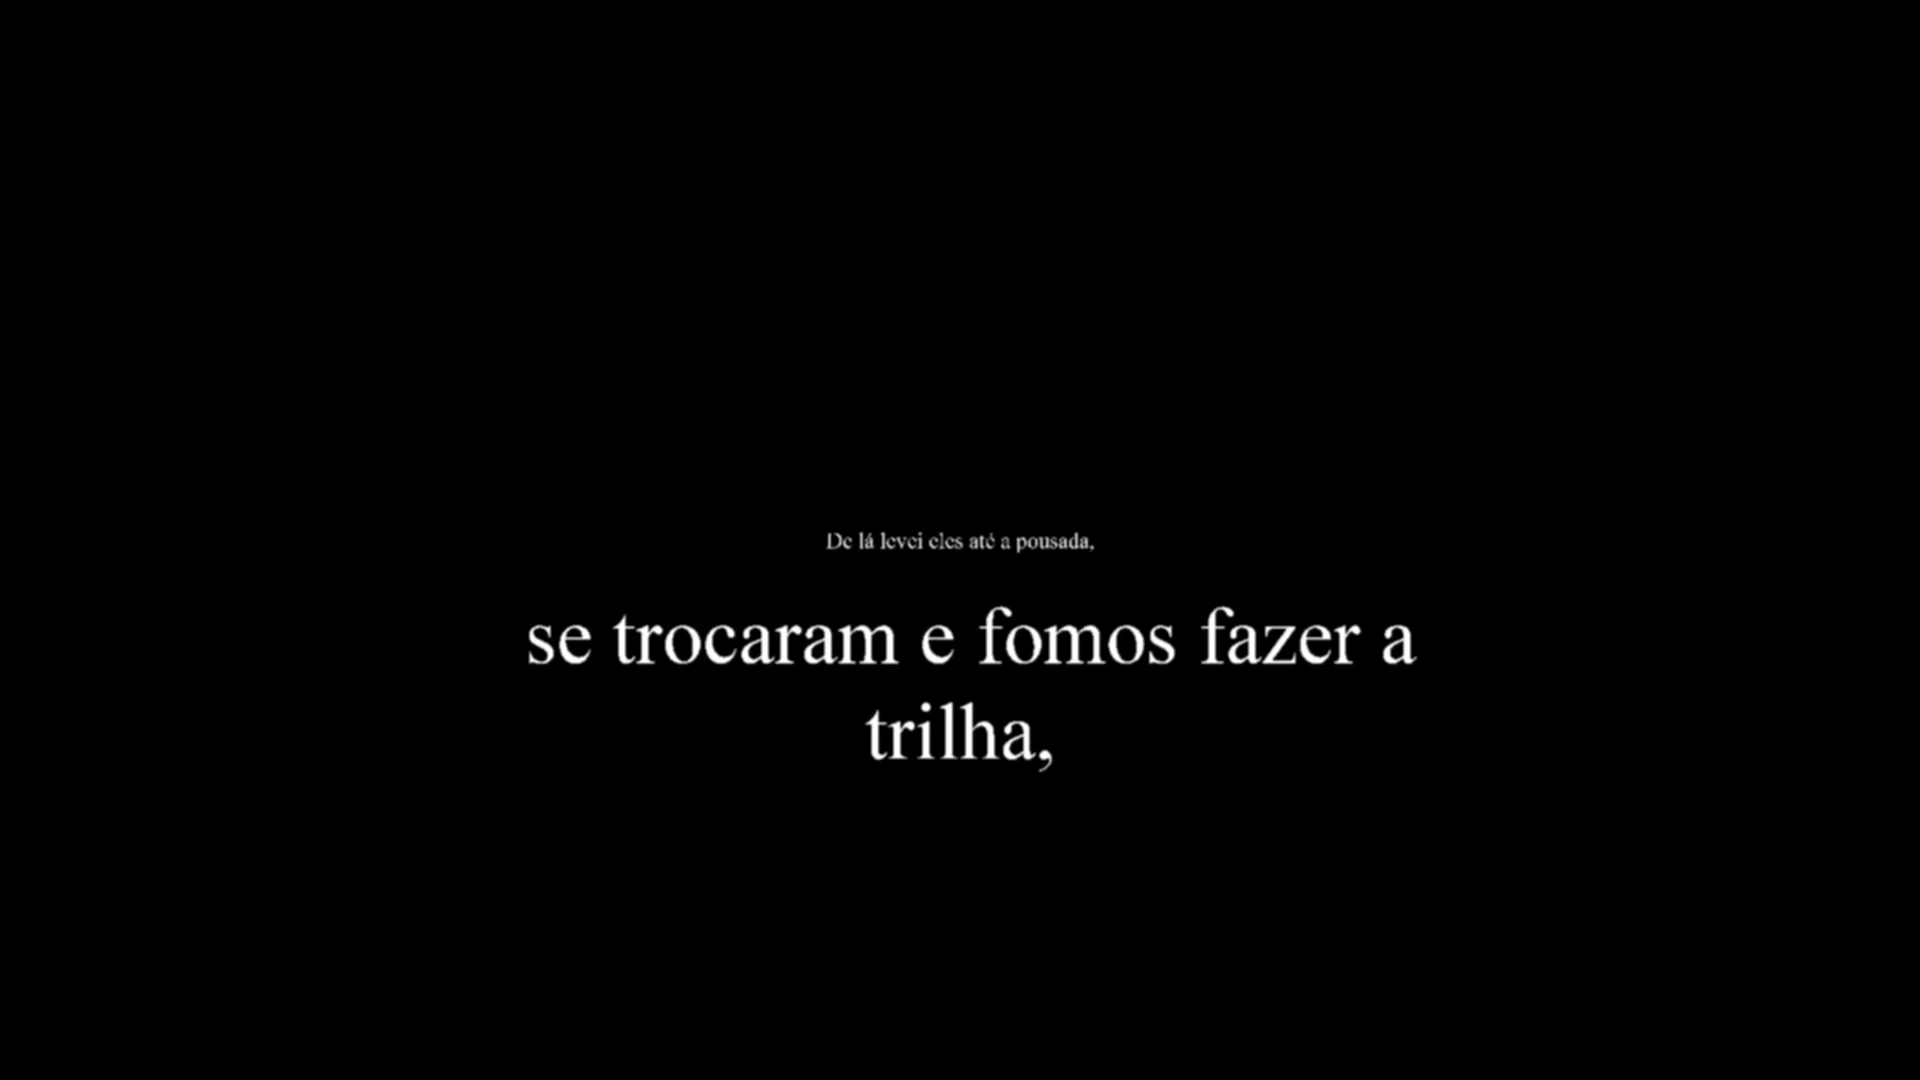 De lá levei eles até a pousada,
se trocaram e fomos fazer a
trilha,